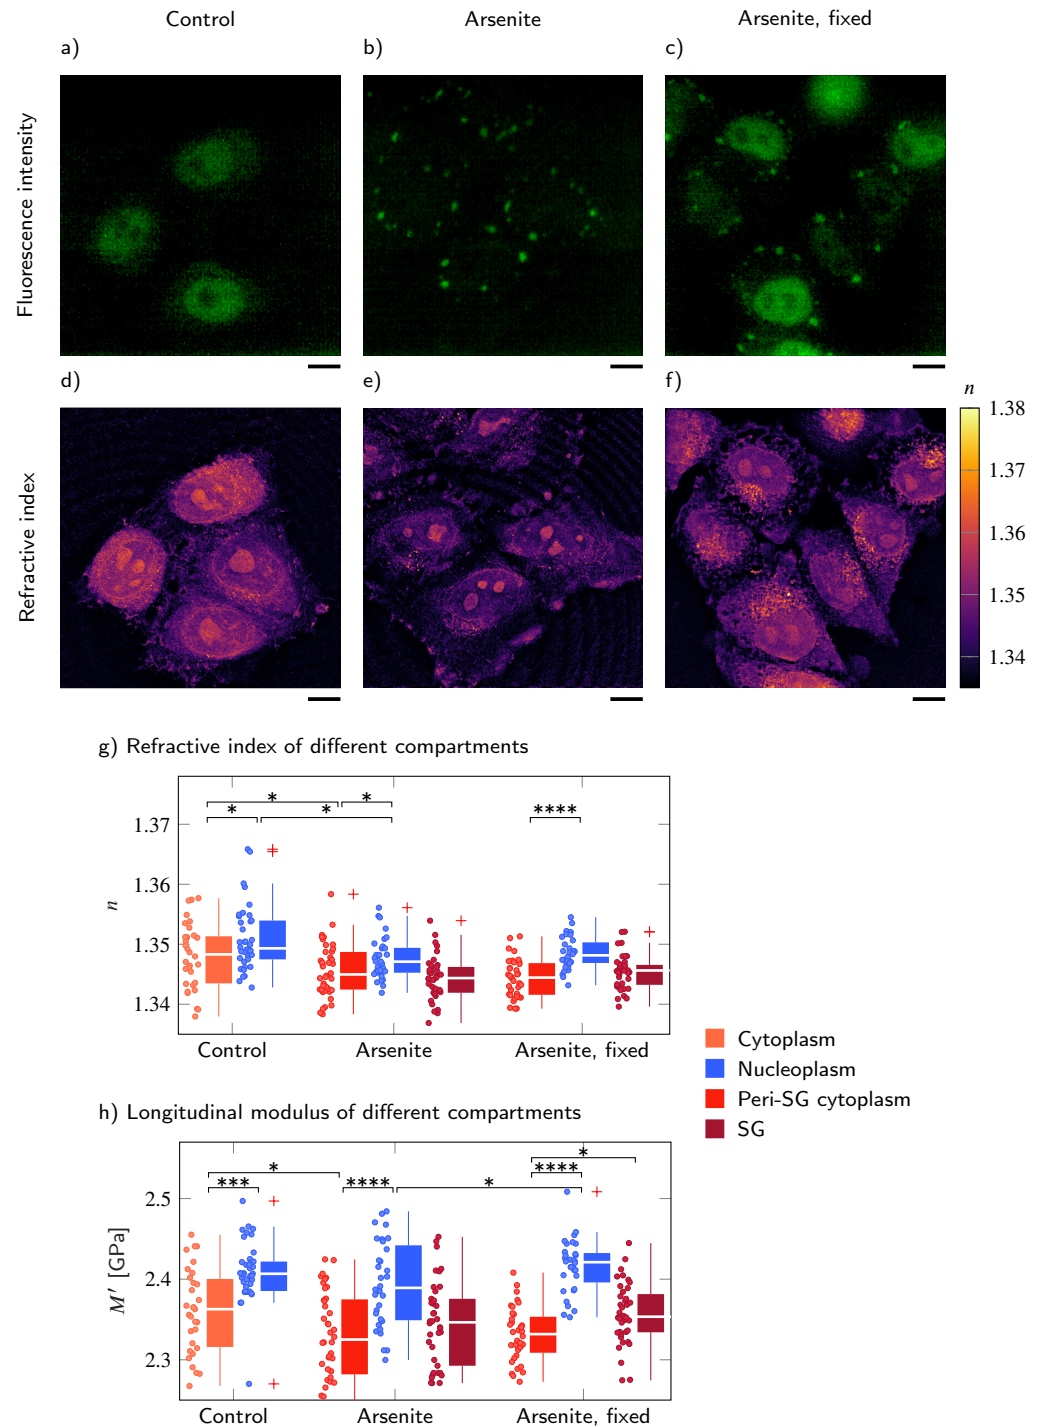 Control
Arsenite
Arsenite, fixed
a)
b)
c)
Fluorescence intensity
d)
e)
f)
Refractive index
n
1.38
1.37
1.36
1.35
1.34
g) Refractive index of different compartments
n
1.37
1.36
1.35
1.34
* * *
* *
****
Control
Arsenite
Arsenite, fixed
Cytoplasm
Nucleoplasm
Peri-SG cytoplasm
SG
h) Longitudinal modulus of different compartments
M′ [GPa]
2.5
2.4
2.3
*
*
****
***
****
*
Control
Arsenite
Arsenite, fixed